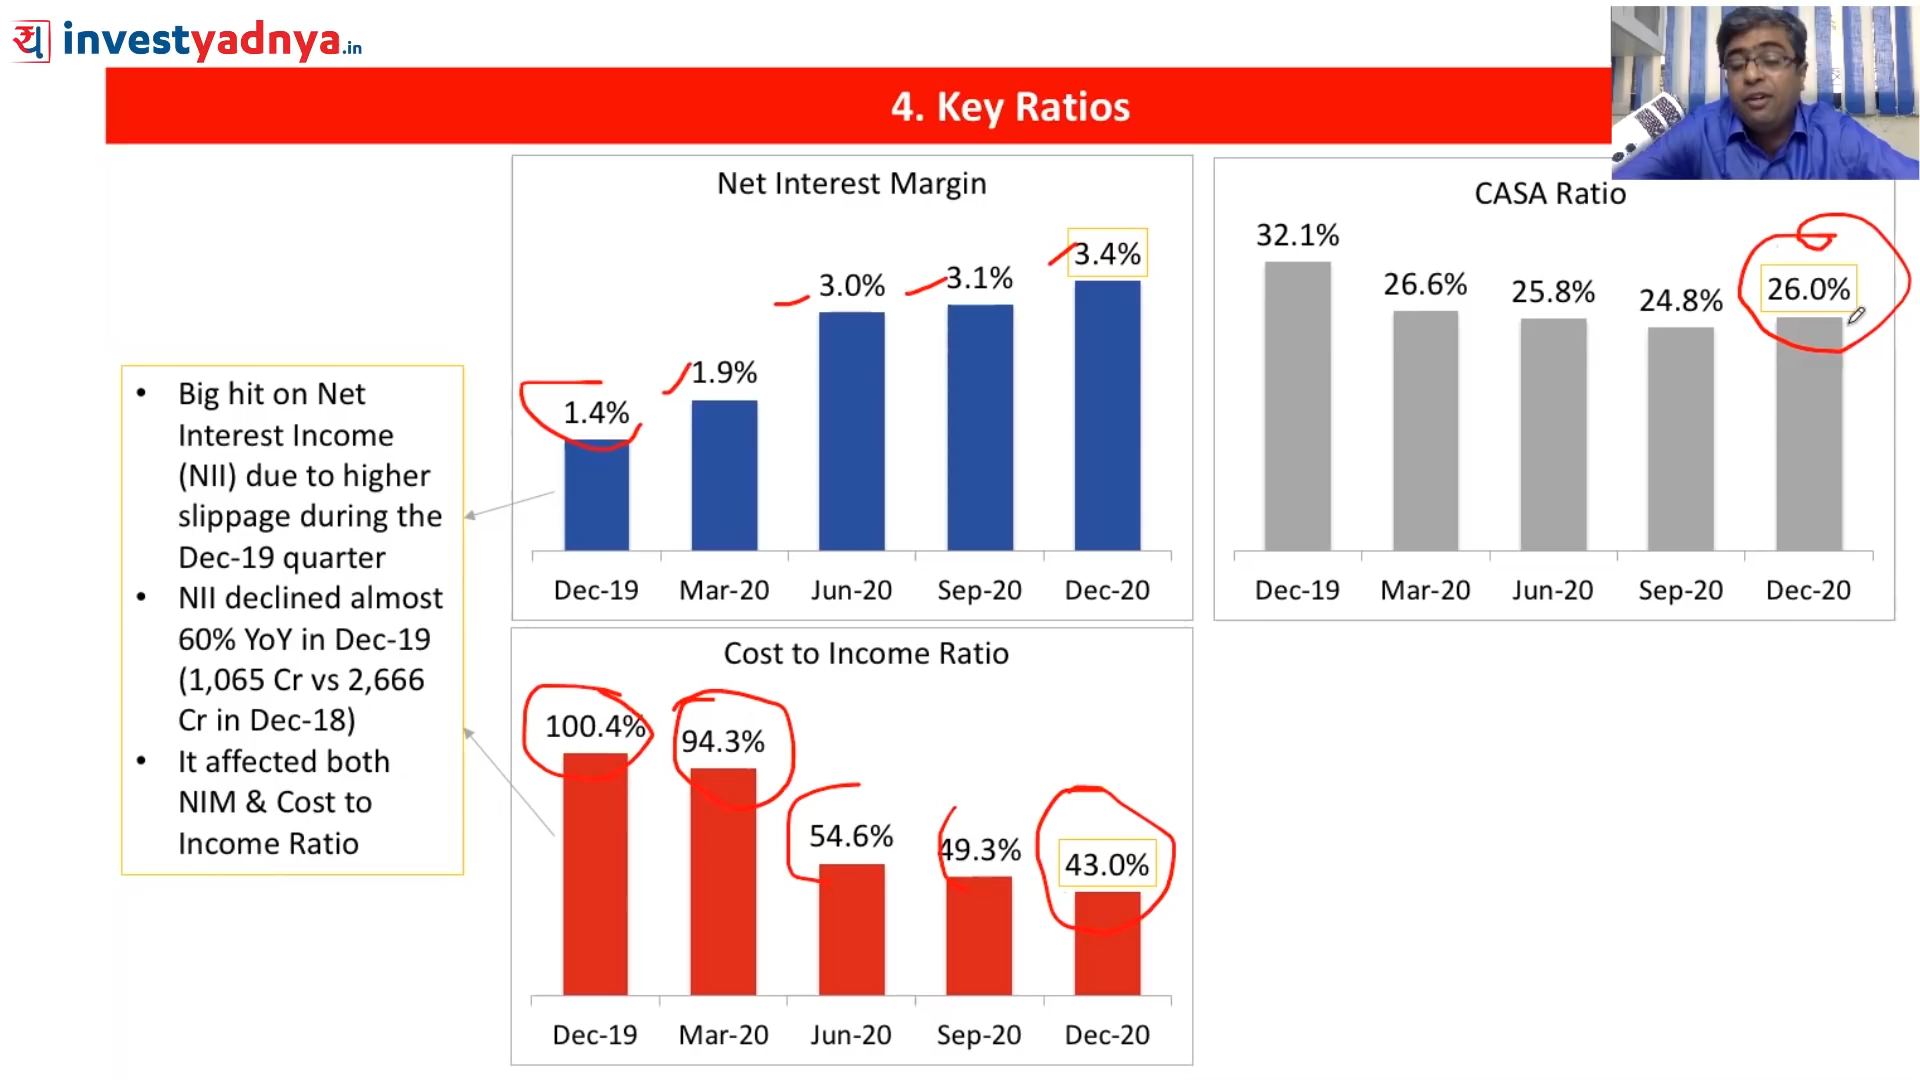 यु investyadnya.in
4. Key Ratios
Net Interest Margin
1.4%
1.9%
3.0%
3.1%
3.4%
Dec-19 Mar-20 Jun-20 Sep-20 Dec-20
CASA Ratio
32.1%
26.6%
25.8%
24.8%
26.0%
Dec-19 Mar-20 Jun-20 Sep-20 Dec-20
• Big hit on Net
Interest Income
(NII) due to higher
slippage during the
Dec-19 quarter
• NII declined almost
60% YoY in Dec-19
(1,065 Cr vs 2,666
Cr in Dec-18)
• It affected both
NIM & Cost to
Income Ratio
Cost to Income Ratio
100.4%
94.3%
54.6%
49.3%
43.0%
Dec-19 Mar-20 Jun-20 Sep-20 Dec-20